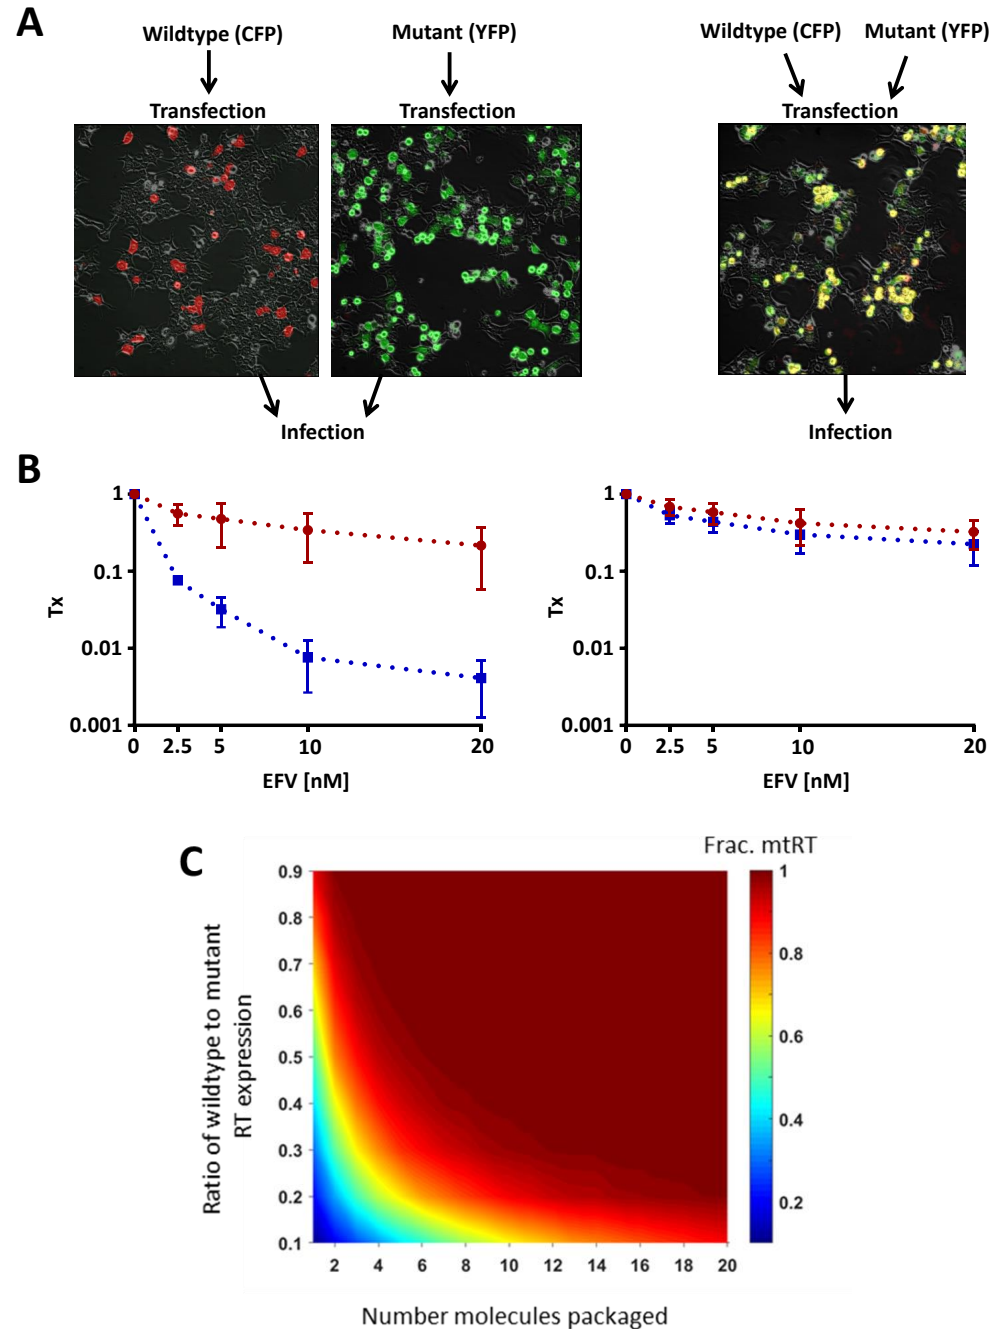 A
Wildtype (CFP)
Mutant (YFP)
Wildtype (CFP)
Mutant (YFP)
Transfection
Transfection
Transfection
Infection
Infection
B
1
0.1
0.01
0.001
Tx
0
2.5
5
10
20
EFV [nM]
1
0.1
0.01
0.001
Tx
0
2.5
5
10
20
EFV [nM]
C
Frac. mtRT
0.9
0.8
0.7
0.6
0.5
0.4
0.3
0.2
0.1
Ratio of wildtype to mutant
RT expression
2
4
6
8
10
12
14
16
18
20
Number molecules packaged
1
0.8
0.6
0.4
0.2